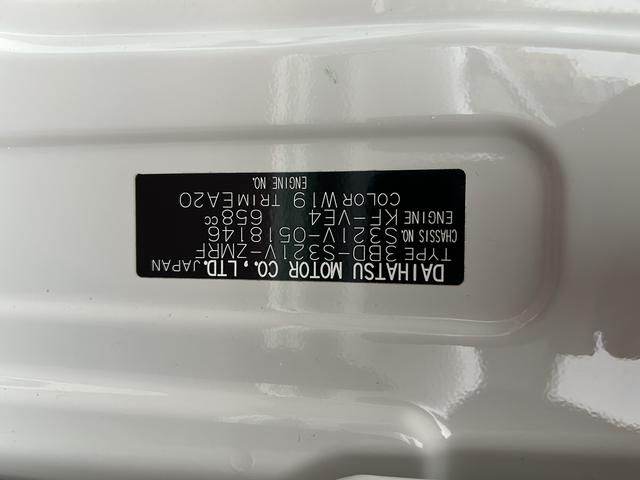 DAIHATSU MOTOR CO., LTD.
JAPAN
TYPE 3BD-S321V-ZMRF
CHASSIS NO. S321V-0518146
ENGINE KF-VE4 658cc
COLOR W19 TRIM EA20
ENGINE NO.